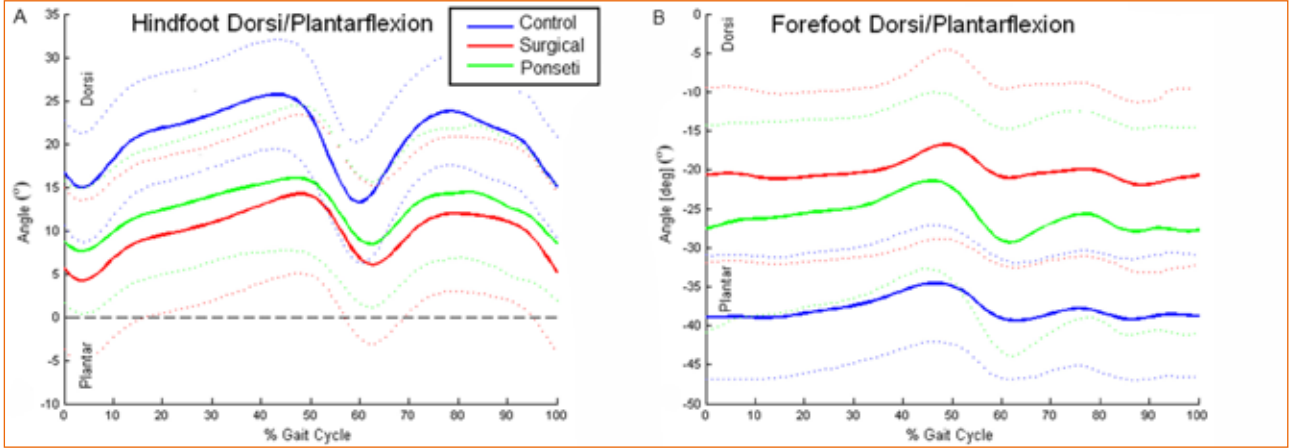 A
Hindfoot Dorsi/Plantarflexion
Control
Surgical
Ponseti
Angle (°)
Dorsi
Plantar
35
30
25
20
15
10
5
0
-5
-10
0 10 20 30 40 50 60 70 80 90 100
% Gait Cycle
B
Forefoot Dorsi/Plantarflexion
Angle [deg] (°)
Dorsi
Plantar
0
-5
-10
-15
-20
-25
-30
-35
-40
-45
-50
0 10 20 30 40 50 60 70 80 90 100
% Gait Cycle